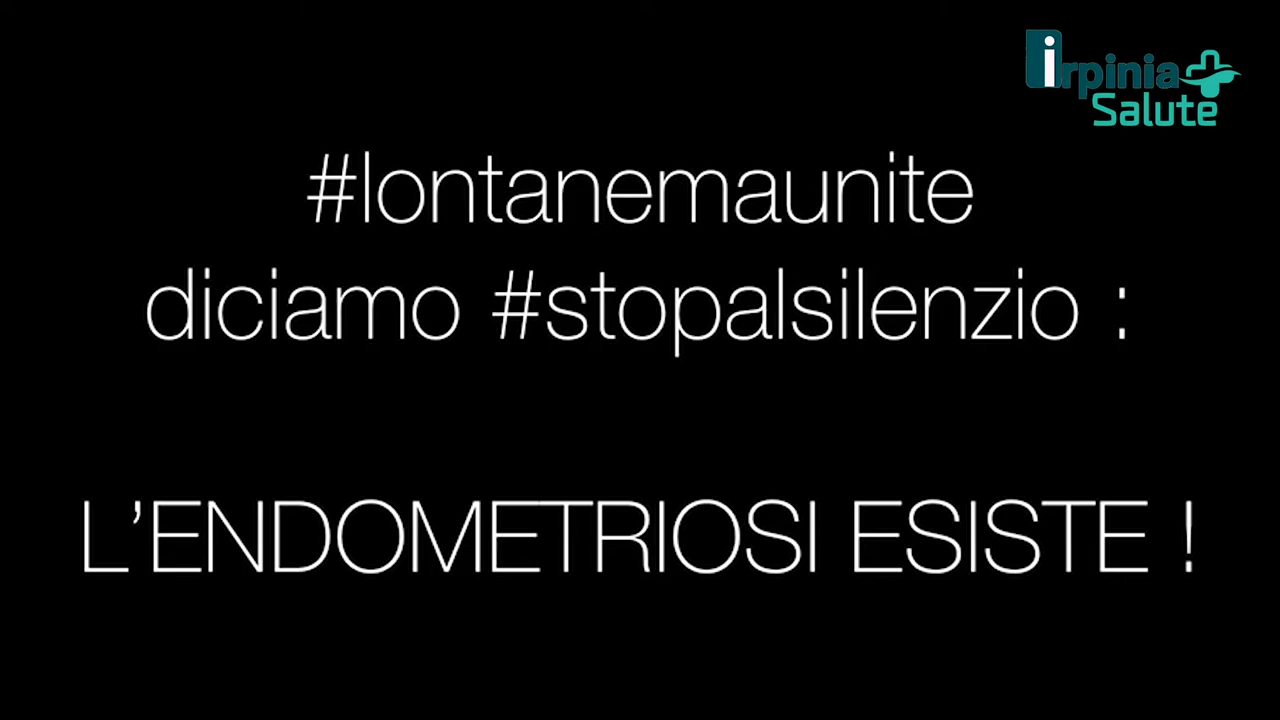 irpinia
Salute
#lontanemaunite
diciamo #stopalsilenzio :
L’ENDOMETRIOSI ESISTE !